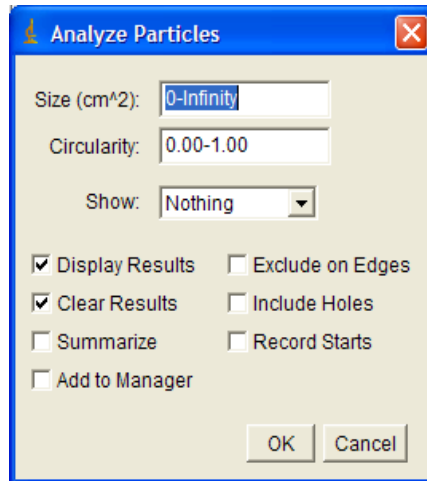 Analyze Particles
Size (cm^2): 0-Infinity
Circularity: 0.00-1.00
Show: Nothing
Display Results Exclude on Edges
Clear Results Include Holes
Summarize Record Starts
Add to Manager
OK Cancel